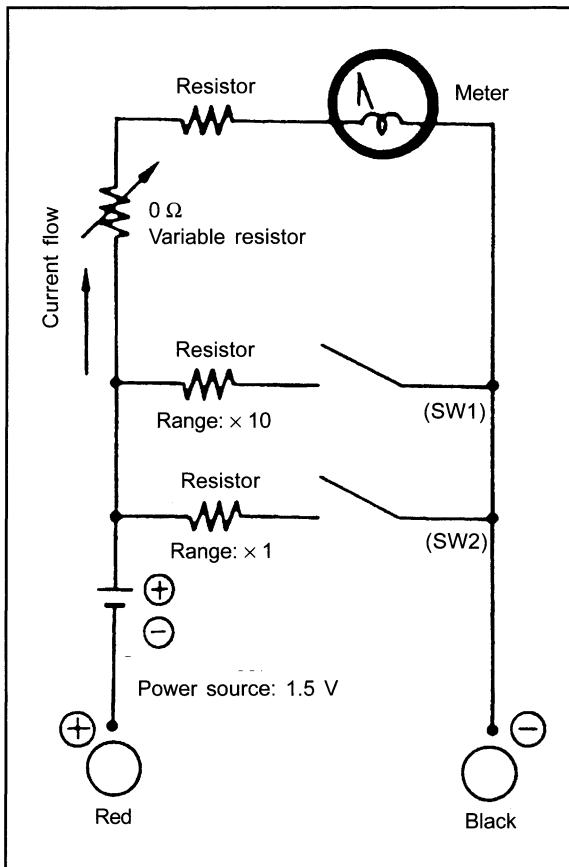 Resistor
Meter
0 Ω
Variable resistor
Current flow
Resistor
Range: × 10
(SW1)
Resistor
Range: × 1
(SW2)
+
−
Power source: 1.5 V
+
−
Red
Black